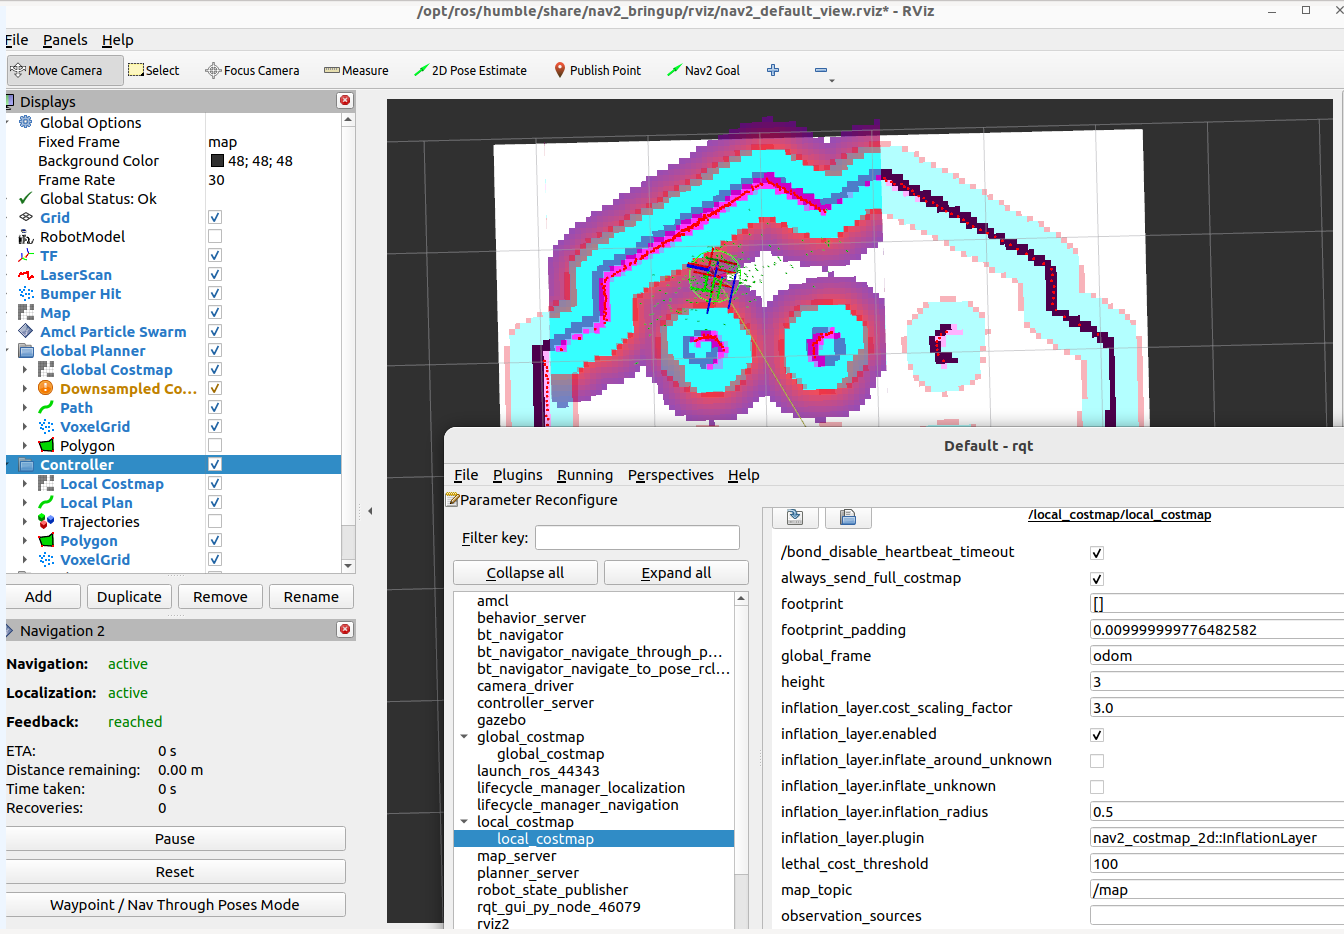 /opt/ros/humble/share/nav2_bringup/rviz/nav2_default_view.rviz* - RViz
File Panels Help
Move Camera Select Focus Camera Measure 2D Pose Estimate Publish Point Nav2 Goal
Displays
Global Options
Fixed Frame map
Background Color 48; 48; 48
Frame Rate 30
Global Status: Ok
Grid
RobotModel
TF
LaserScan
Bumper Hit
Map
Amcl Particle Swarm
Global Planner
Global Costmap
Downsampled Co...
Path
VoxelGrid
Polygon
Controller
Local Costmap
Local Plan
Trajectories
Polygon
VoxelGrid
Add Duplicate Remove Rename
Navigation 2
Navigation: active
Localization: active
Feedback: reached
ETA: 0 s
Distance remaining: 0.00 m
Time taken: 0 s
Recoveries: 0
Pause
Reset
Waypoint / Nav Through Poses Mode
Default - rqt
File Plugins Running Perspectives Help
Parameter Reconfigure
Filter key:
Collapse all Expand all
amcl
behavior_server
bt_navigator
bt_navigator_navigate_through_p...
bt_navigator_navigate_to_pose_rcl...
camera_driver
controller_server
gazebo
global_costmap
global_costmap
launch_ros_44343
lifecycle_manager_localization
lifecycle_manager_navigation
local_costmap
local_costmap
map_server
planner_server
robot_state_publisher
rqt_gui_py_node_46079
rviz2
/local_costmap/local_costmap
/bond_disable_heartbeat_timeout
always_send_full_costmap
footprint []
footprint_padding 0.009999999776482582
global_frame odom
height 3
inflation_layer.cost_scaling_factor 3.0
inflation_layer.enabled
inflation_layer.inflate_around_unknown
inflation_layer.inflate_unknown
inflation_layer.inflation_radius 0.5
inflation_layer.plugin nav2_costmap_2d::InflationLayer
lethal_cost_threshold 100
map_topic /map
observation_sources